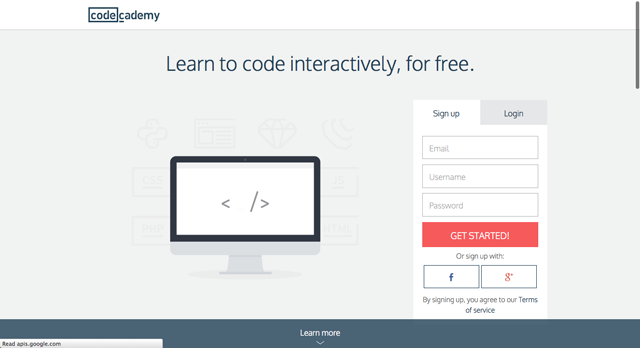 codecademy
Learn to code interactively, for free.
Sign up
Login
Email
Username
Password
GET STARTED!
Or sign up with:
f
g+
By signing up, you agree to our Terms
of service
CSS
JS
PHP
HTML
< />
Learn more
Read apis.google.com